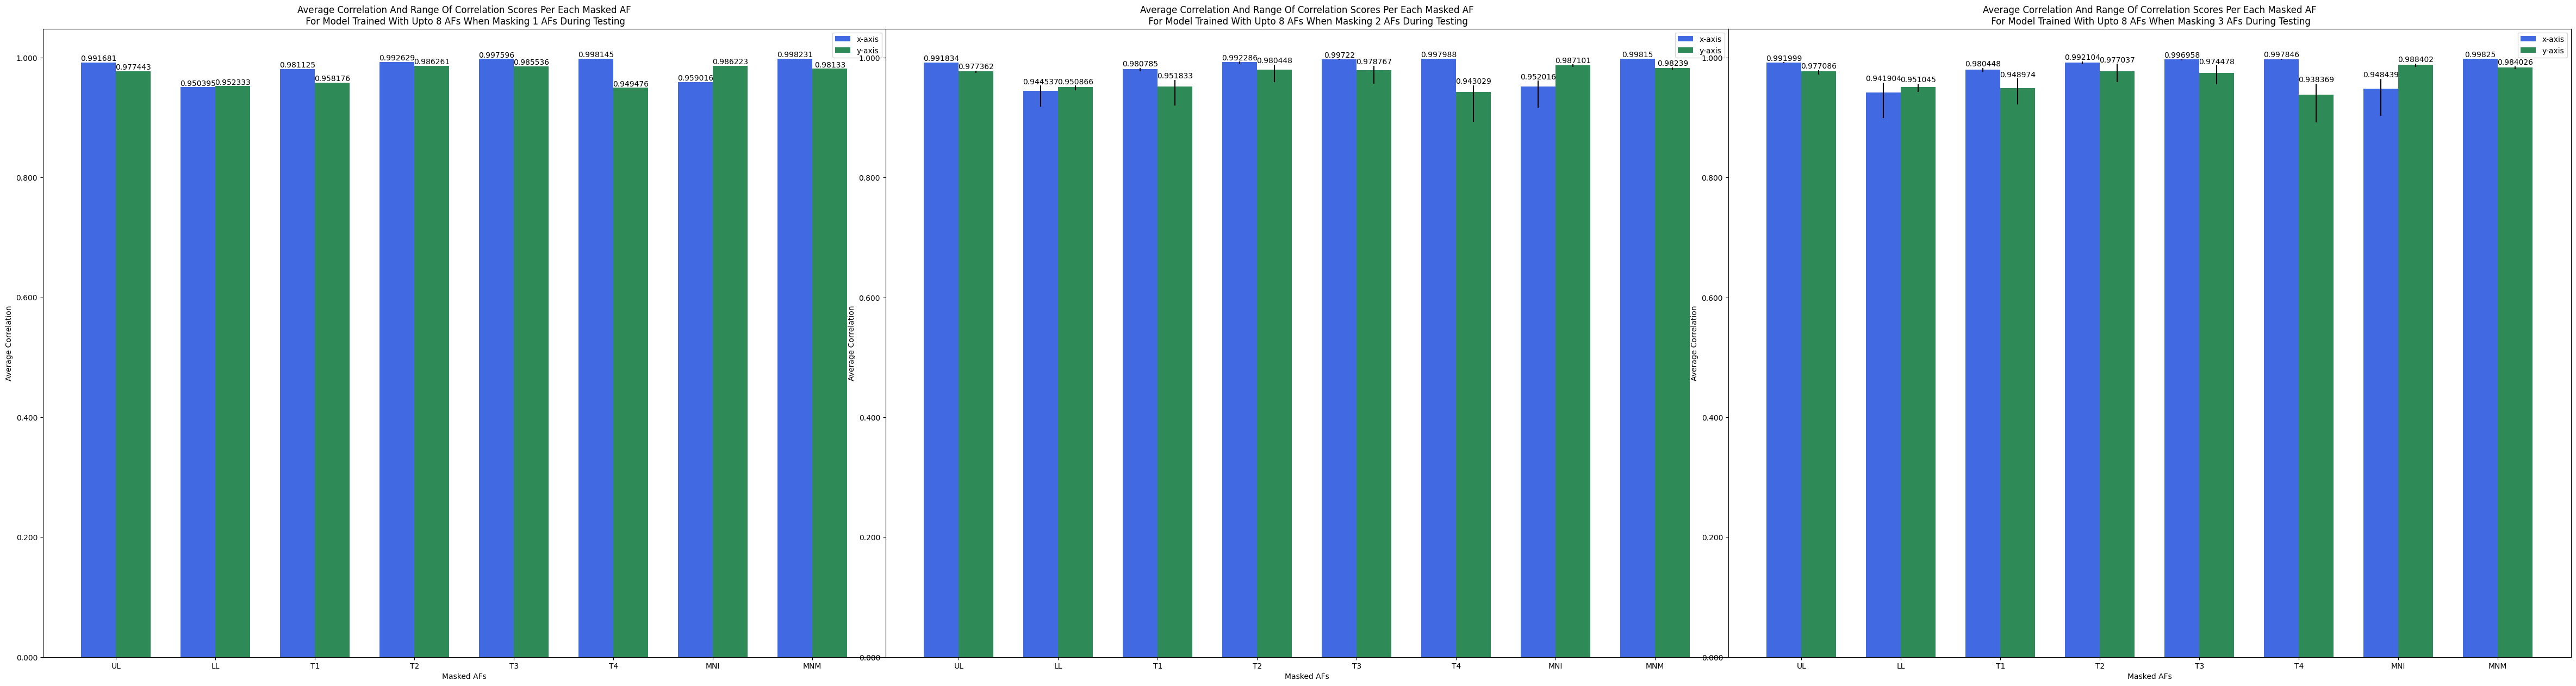 Average Correlation And Range Of Correlation Scores Per Each Masked AF
For Model Trained With Upto 8 AFs When Masking 1 AFs During Testing
x-axis
y-axis
0.991681 0.977443 0.950395 0.952333 0.981125 0.958176 0.992629 0.986261 0.997596 0.985536 0.998145 0.949476 0.959016 0.986223 0.998231 0.98133
1.000
0.800
0.600
0.400
0.200
0.000
Average Correlation
UL LL T1 T2 T3 T4 MNI MNM
Masked AFs
Average Correlation And Range Of Correlation Scores Per Each Masked AF
For Model Trained With Upto 8 AFs When Masking 2 AFs During Testing
x-axis
y-axis
0.991834 0.977362 0.944537 0.950866 0.980785 0.951833 0.992286 0.980448 0.99722 0.978767 0.997988 0.943029 0.952016 0.987101 0.99815 0.98239
1.000
0.800
0.600
0.400
0.200
0.000
Average Correlation
UL LL T1 T2 T3 T4 MNI MNM
Masked AFs
Average Correlation And Range Of Correlation Scores Per Each Masked AF
For Model Trained With Upto 8 AFs When Masking 3 AFs During Testing
x-axis
y-axis
0.991999 0.977086 0.941904 0.951045 0.980448 0.948974 0.992104 0.977037 0.996958 0.974478 0.997846 0.938369 0.948439 0.988402 0.99825 0.984026
1.000
0.800
0.600
0.400
0.200
0.000
Average Correlation
UL LL T1 T2 T3 T4 MNI MNM
Masked AFs